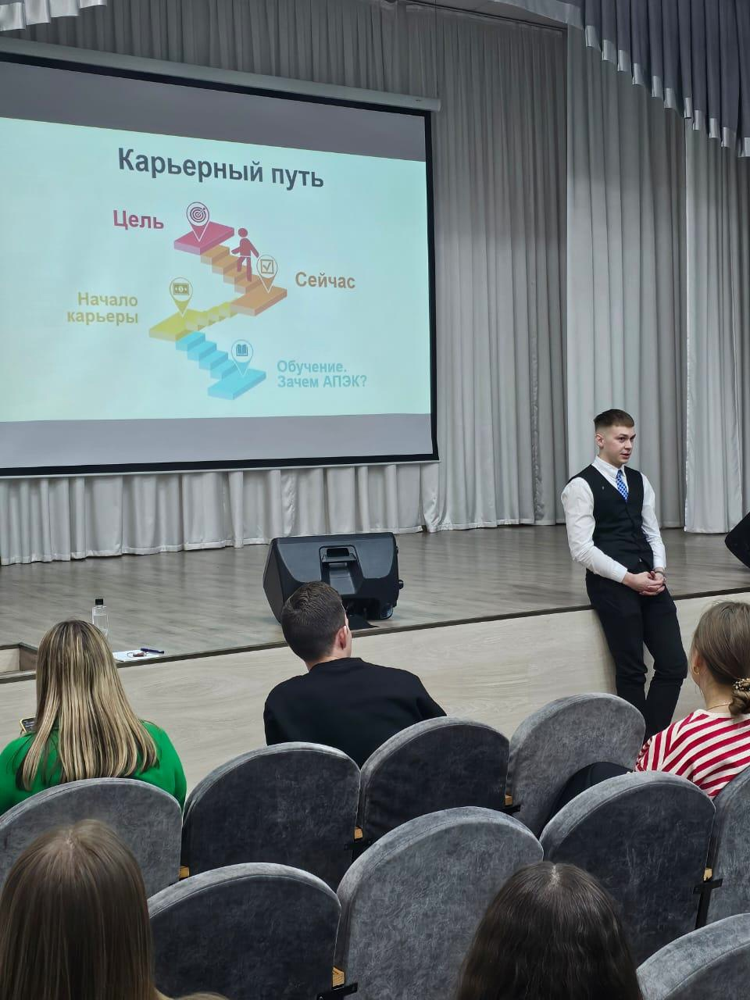 Карьерный путь
Цель
Сейчас
Начало
карьеры
Обучение.
Зачем АПЭК?